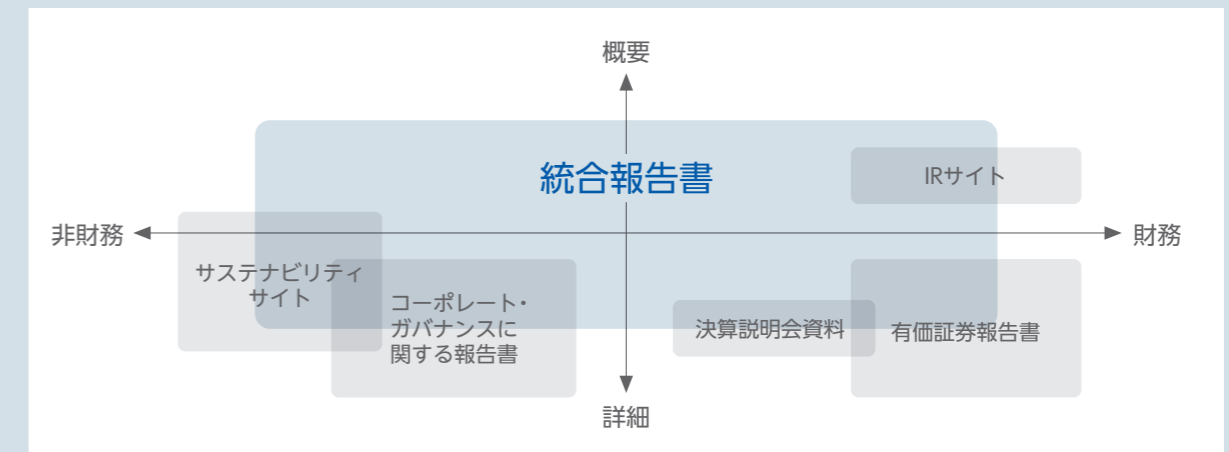 概要
統合報告書
IRサイト
非財務
財務
サステナビリティ
サイト
コーポレート・
ガバナンスに
関する報告書
決算説明会資料
有価証券報告書
詳細